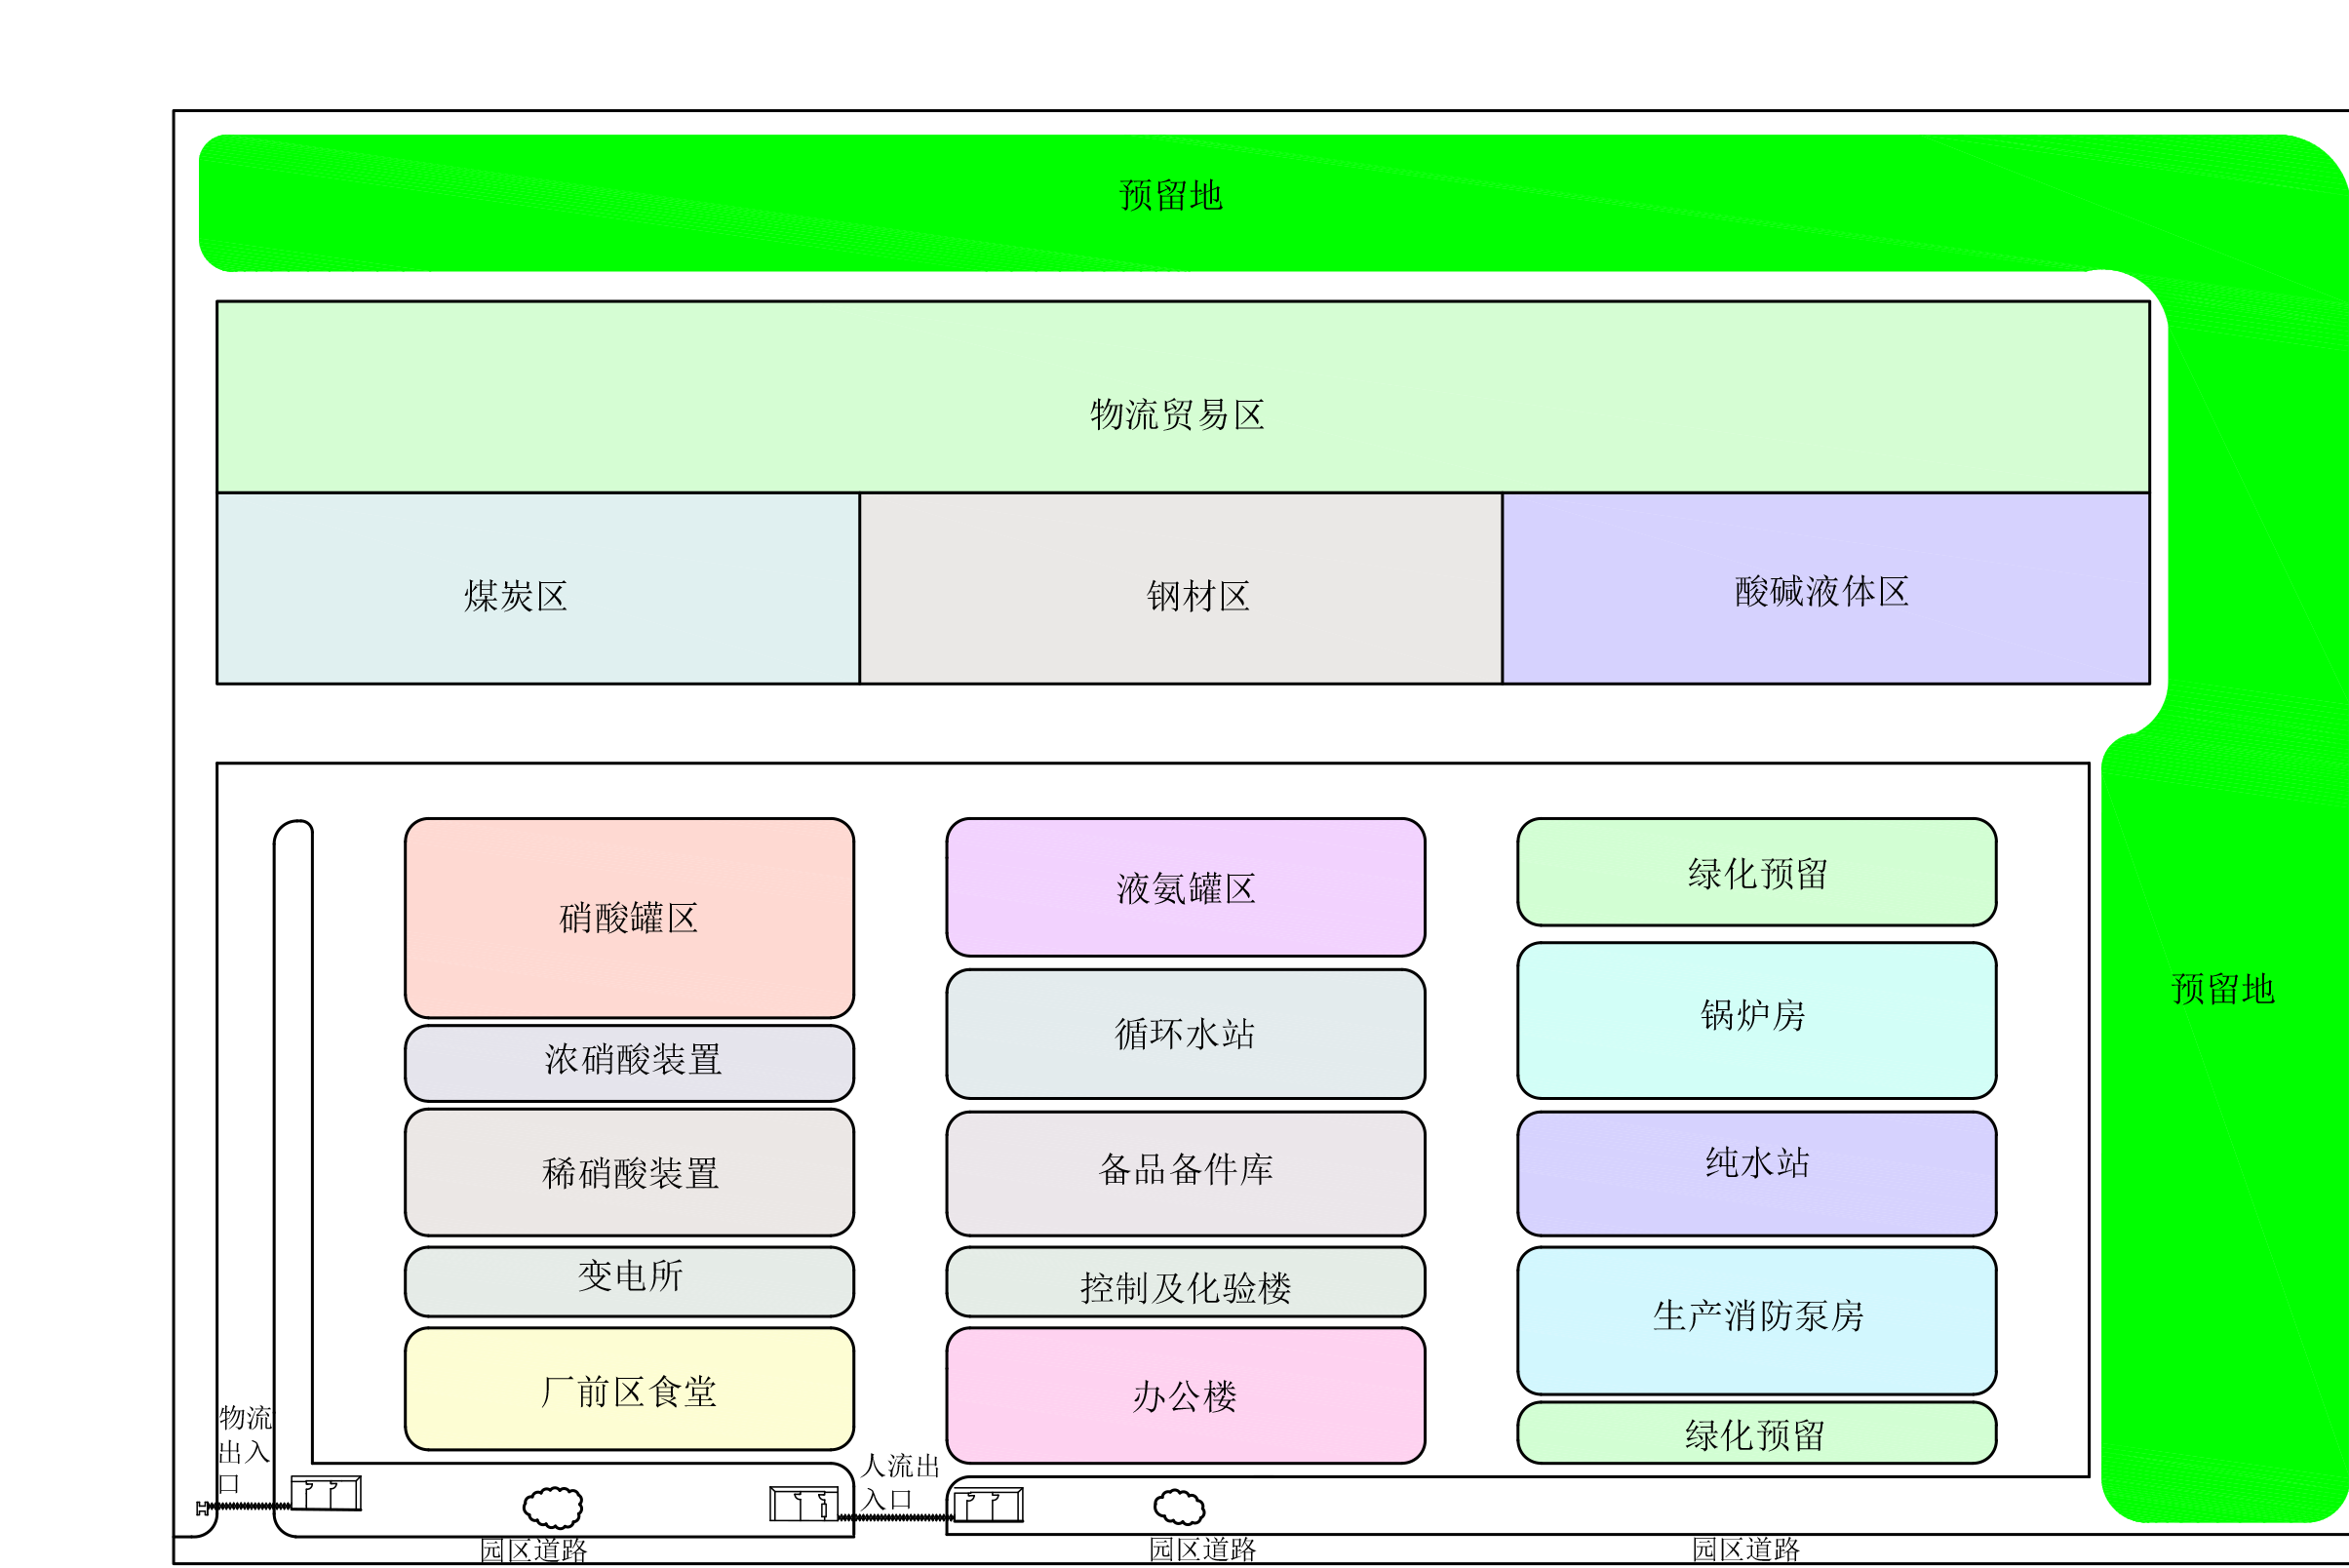 预留地
物流贸易区
煤炭区
钢材区
酸碱液体区
硝酸罐区
浓硝酸装置
稀硝酸装置
变电所
厂前区食堂
液氨罐区
循环水站
备品备件库
控制及化验楼
办公楼
绿化预留
锅炉房
纯水站
生产消防泵房
绿化预留
预留地
物流
出入
口
人流出
入口
园区道路
园区道路
园区道路